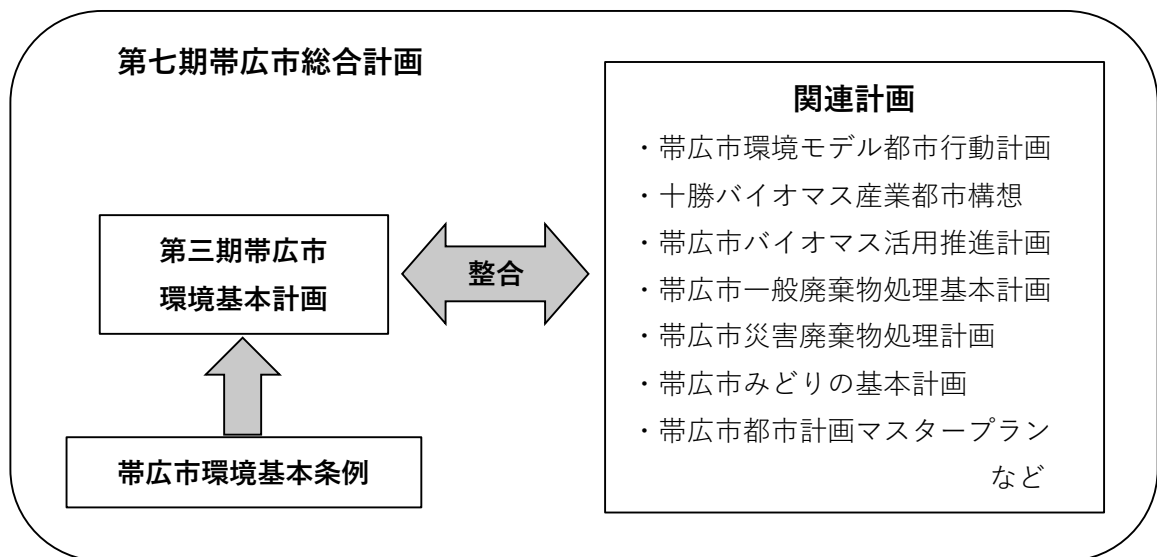 第七期帯広市総合計画
第三期帯広市
環境基本計画
帯広市環境基本条例
整合
関連計画
・帯広市環境モデル都市行動計画
・十勝バイオマス産業都市構想
・帯広市バイオマス活用推進計画
・帯広市一般廃棄物処理基本計画
・帯広市災害廃棄物処理計画
・帯広市みどりの基本計画
・帯広市都市計画マスタープラン
など